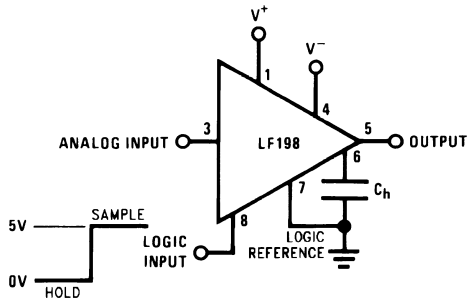 V+
V−
1
4
ANALOG INPUT
3
LF198
5
OUTPUT
6
7
Ch
8
5V
SAMPLE
LOGIC
INPUT
LOGIC
REFERENCE
0V
HOLD